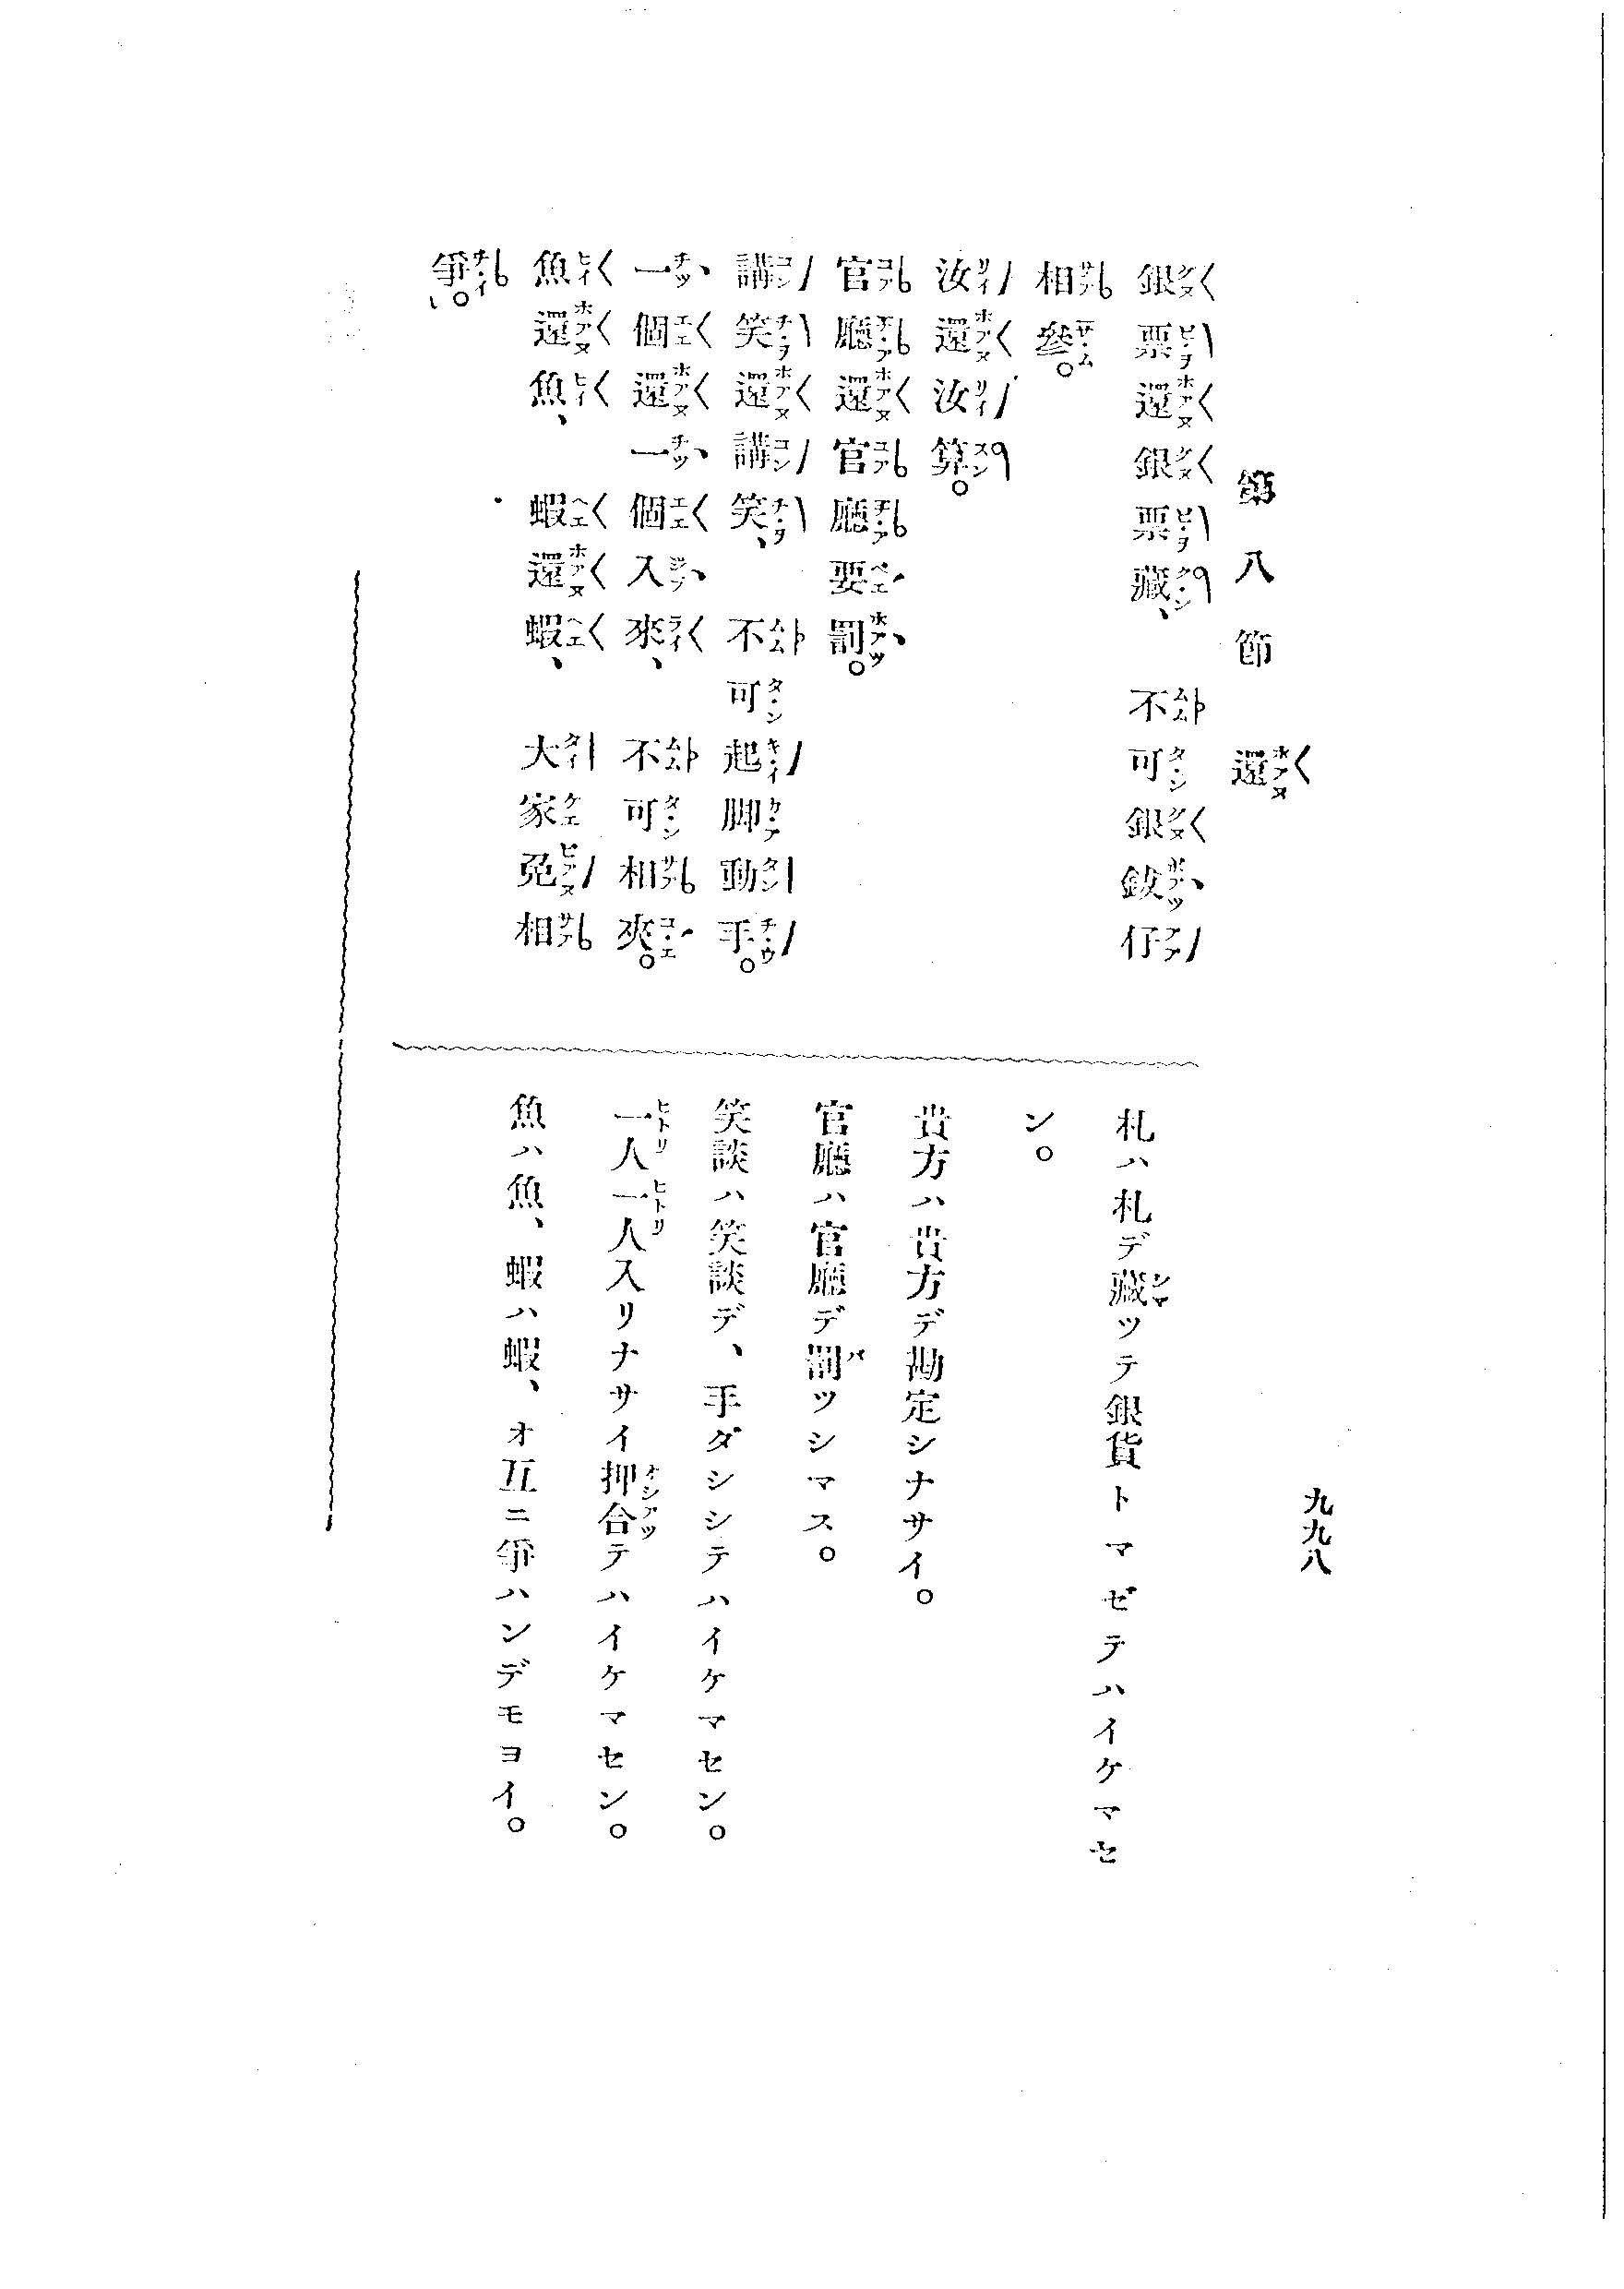 第八節 還
九九八
銀票還銀票藏、不可銀鈸仔
相參。
汝還汝算。
官廳還官廳要罰。
講笑還講笑、不可起脚動手。
一個還一個入來、不可相夾。
魚還魚、蝦還蝦、大家免相
爭。
札ハ札デ藏ツテ銀貨トマゼテハイケマセ
ン。
貴方ハ貴方デ勘定シナサイ。
官廳ハ官廳デ罰ツシマス。
笑談ハ笑談デ、手ダシシテハイケマセン。
一人一人入リナサイ押合テハイケマセン。
魚ハ魚、蝦ハ蝦、オ互ニ爭ハンデモヨイ。